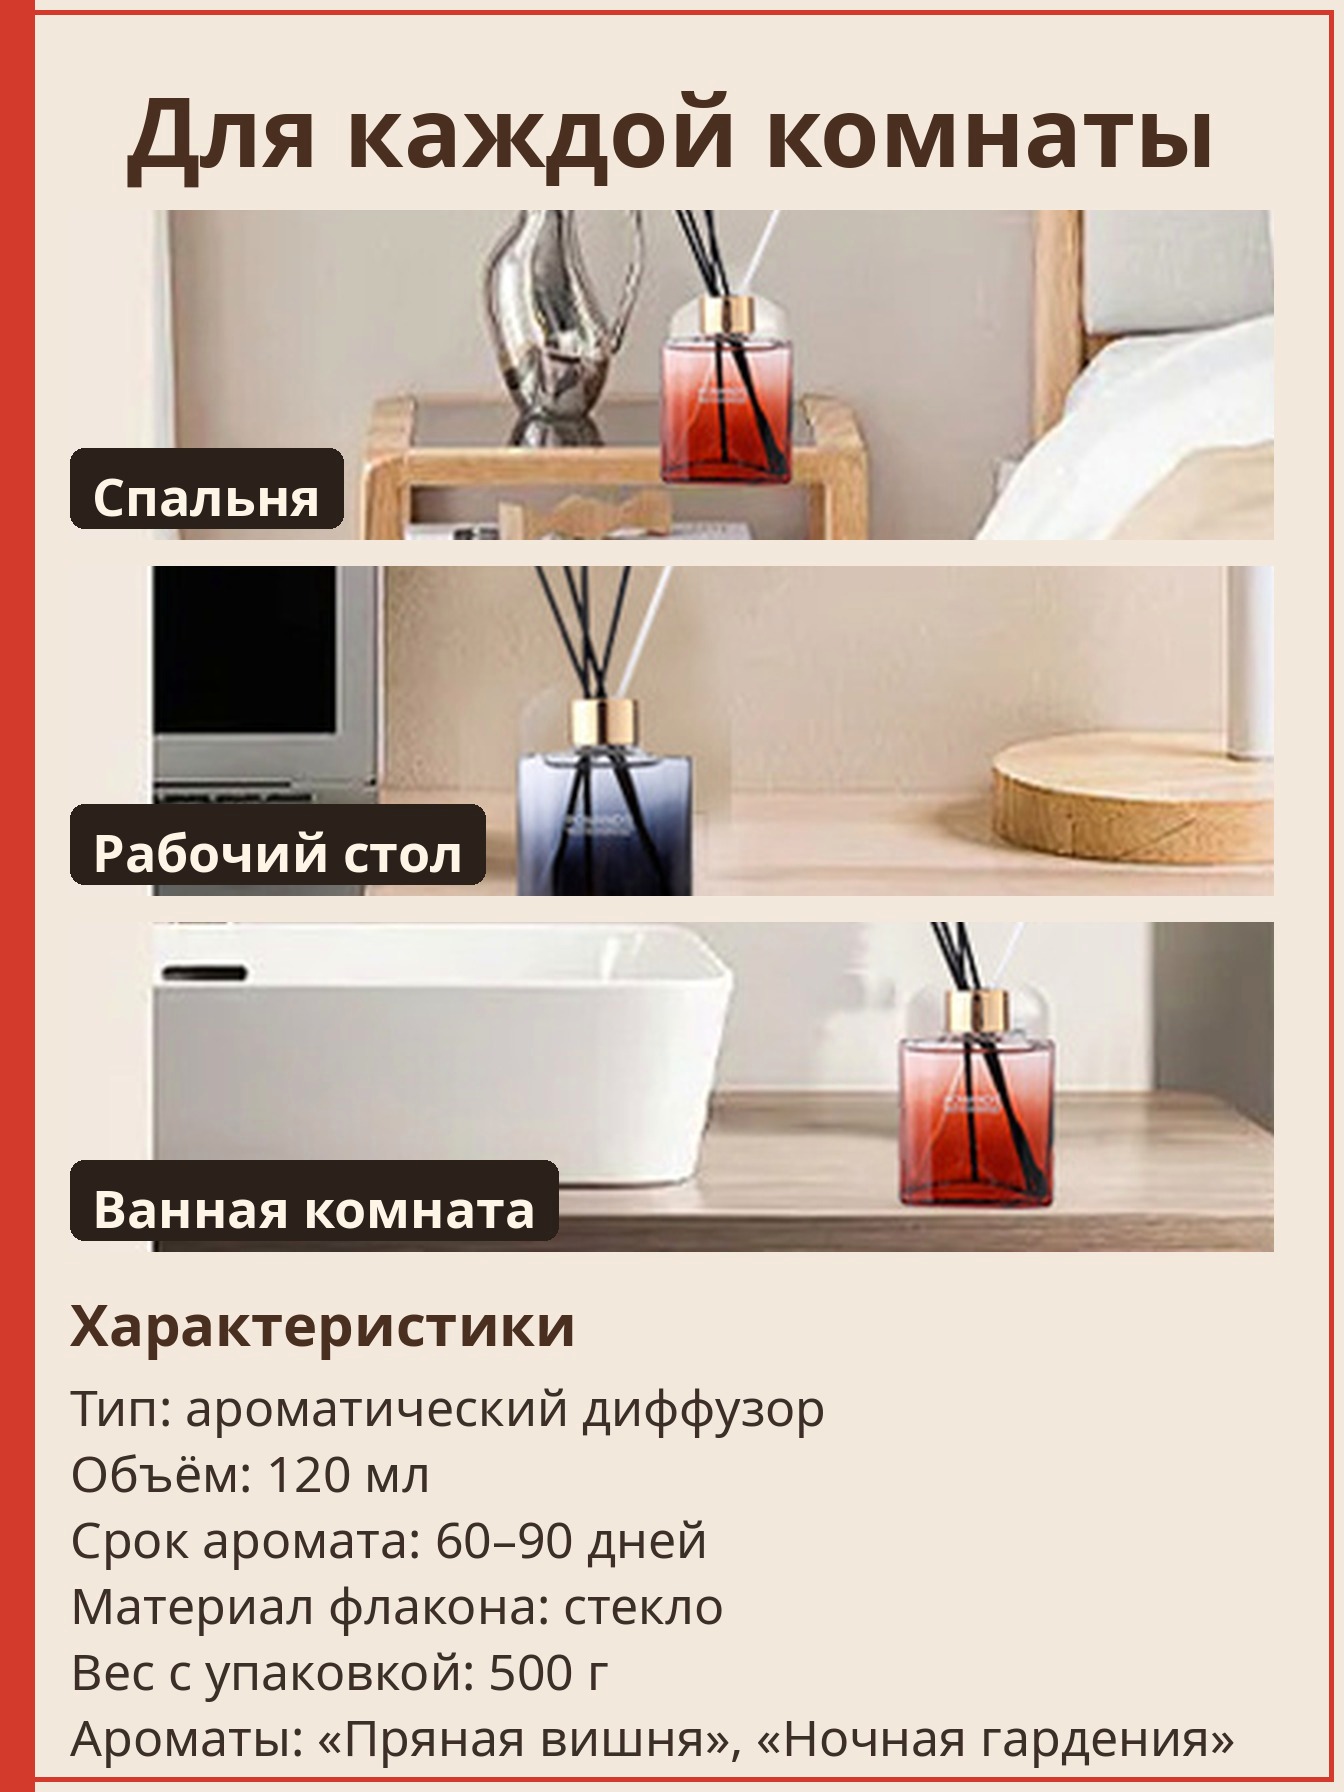 Для каждой комнаты
Спальня
Рабочий стол
Ванная комната
Характеристики
Тип: ароматический диффузор
Объём: 120 мл
Срок аромата: 60–90 дней
Материал флакона: стекло
Вес с упаковкой: 500 г
Ароматы: «Пряная вишня», «Ночная гардения»